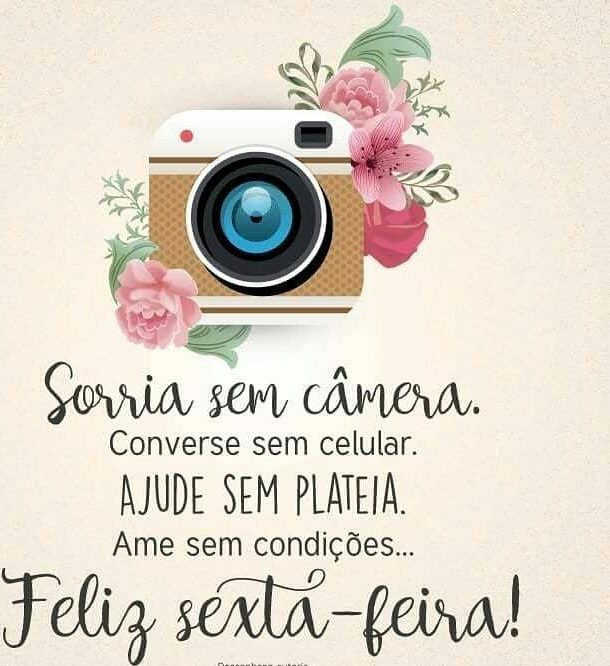 Sorria sem câmera.
Converse sem celular.
AJUDE SEM PLATEIA.
Ame sem condições...
Feliz sexta-feira!